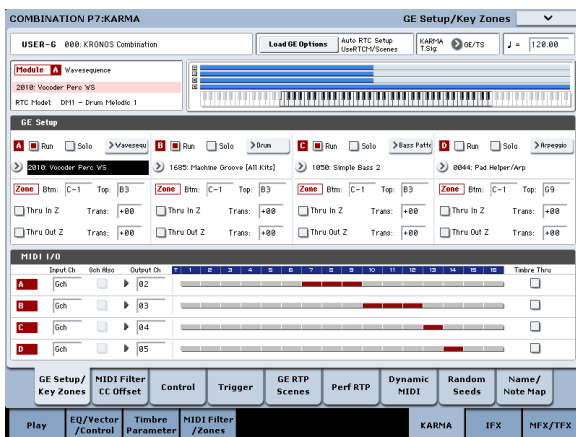 COMBINATION P7:KARMA GE Setup/Key Zones
USER-G 000: KRONOS Combination Load GE Options Auto RTC Setup UseRTCM/Scenes KARMA T.Sig: GE/TS ♩ = 120.00
Module A Wavesequence
2010: Vocoder Perc WS
RTC Model: DM1 - Drum Melodic 1
A
B
C
D
GE Setup
A Run Solo >Wavesequ B Run Solo >Drum C Run Solo >Bass Patte D Run Solo >Arpeggio
2010: Vocoder Perc WS 1685: Machine Groove [All Kits] 1050: Simple Bass 2 0044: Pad Helper/Arp
Zone Btm: C-1 Top: B3 Zone Btm: C-1 Top: B3 Zone Btm: C-1 Top: B3 Zone Btm: C-1 Top: G9
Thru In Z Trans: +00 Thru In Z Trans: +00 Thru In Z Trans: +00 Thru In Z Trans: +00
Thru Out Z Trans: +00 Thru Out Z Trans: +00 Thru Out Z Trans: +00 Thru Out Z Trans: +00
MIDI I/O
Input Ch Gch Also Output Ch T 1 2 3 4 5 6 7 8 9 10 11 12 13 14 15 16 Timbre Thru
A Gch 02
B Gch 03
C Gch 04
D Gch 05
GE Setup/ Key Zones MIDI Filter CC Offset Control Trigger GE RTP Scenes Perf RTP Dynamic MIDI Random Seeds Name/ Note Map
Play EQ/Vector /Control Timbre Parameter MIDI Filter /Zones KARMA IFX MFX/TFX